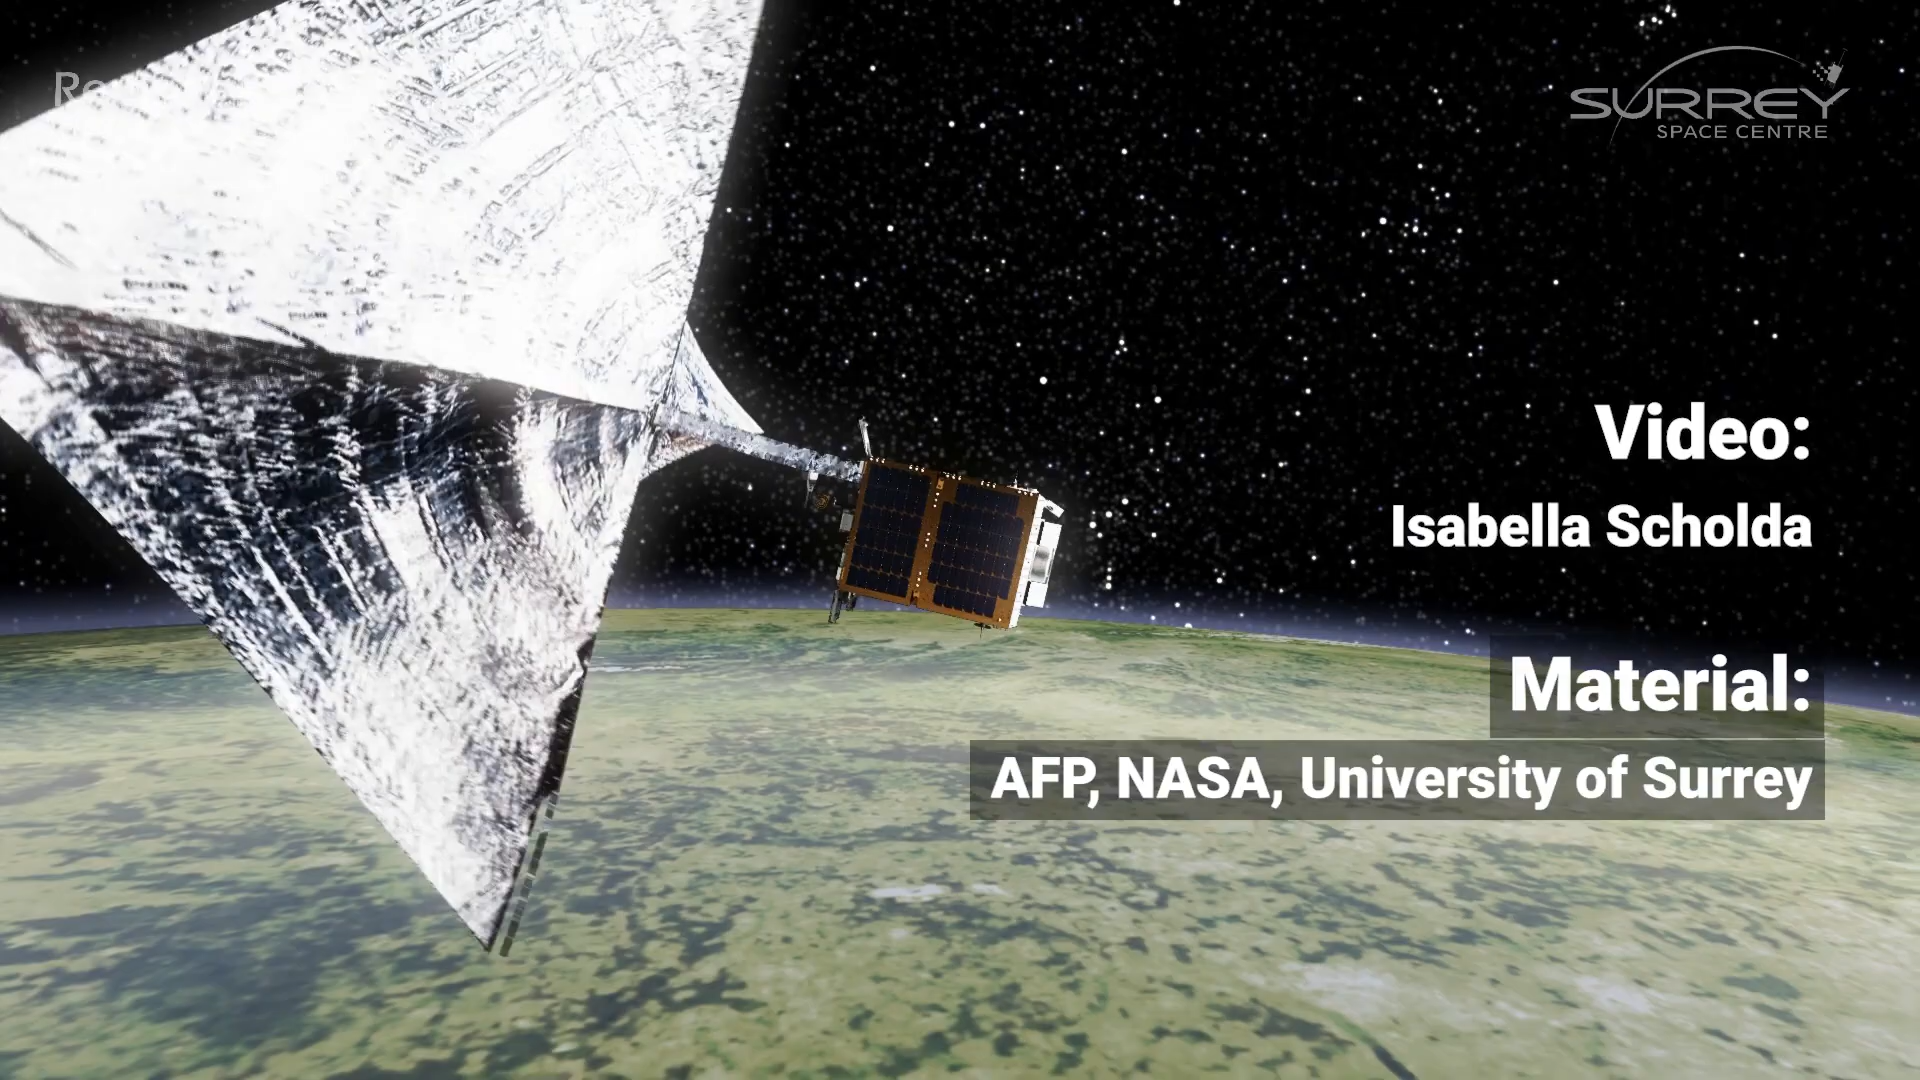 SURREY
SPACE CENTRE
Video:
Isabella Scholda
Material:
AFP, NASA, University of Surrey